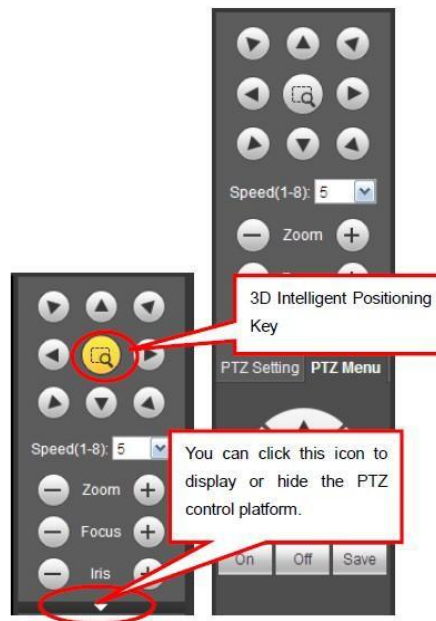 Speed(1-8): 5
Zoom
3D Intelligent Positioning
Key
PTZ Setting PTZ Menu
Speed(1-8): 5
Zoom
Focus
Iris
You can click this icon to
display or hide the PTZ
control platform.
On Off Save